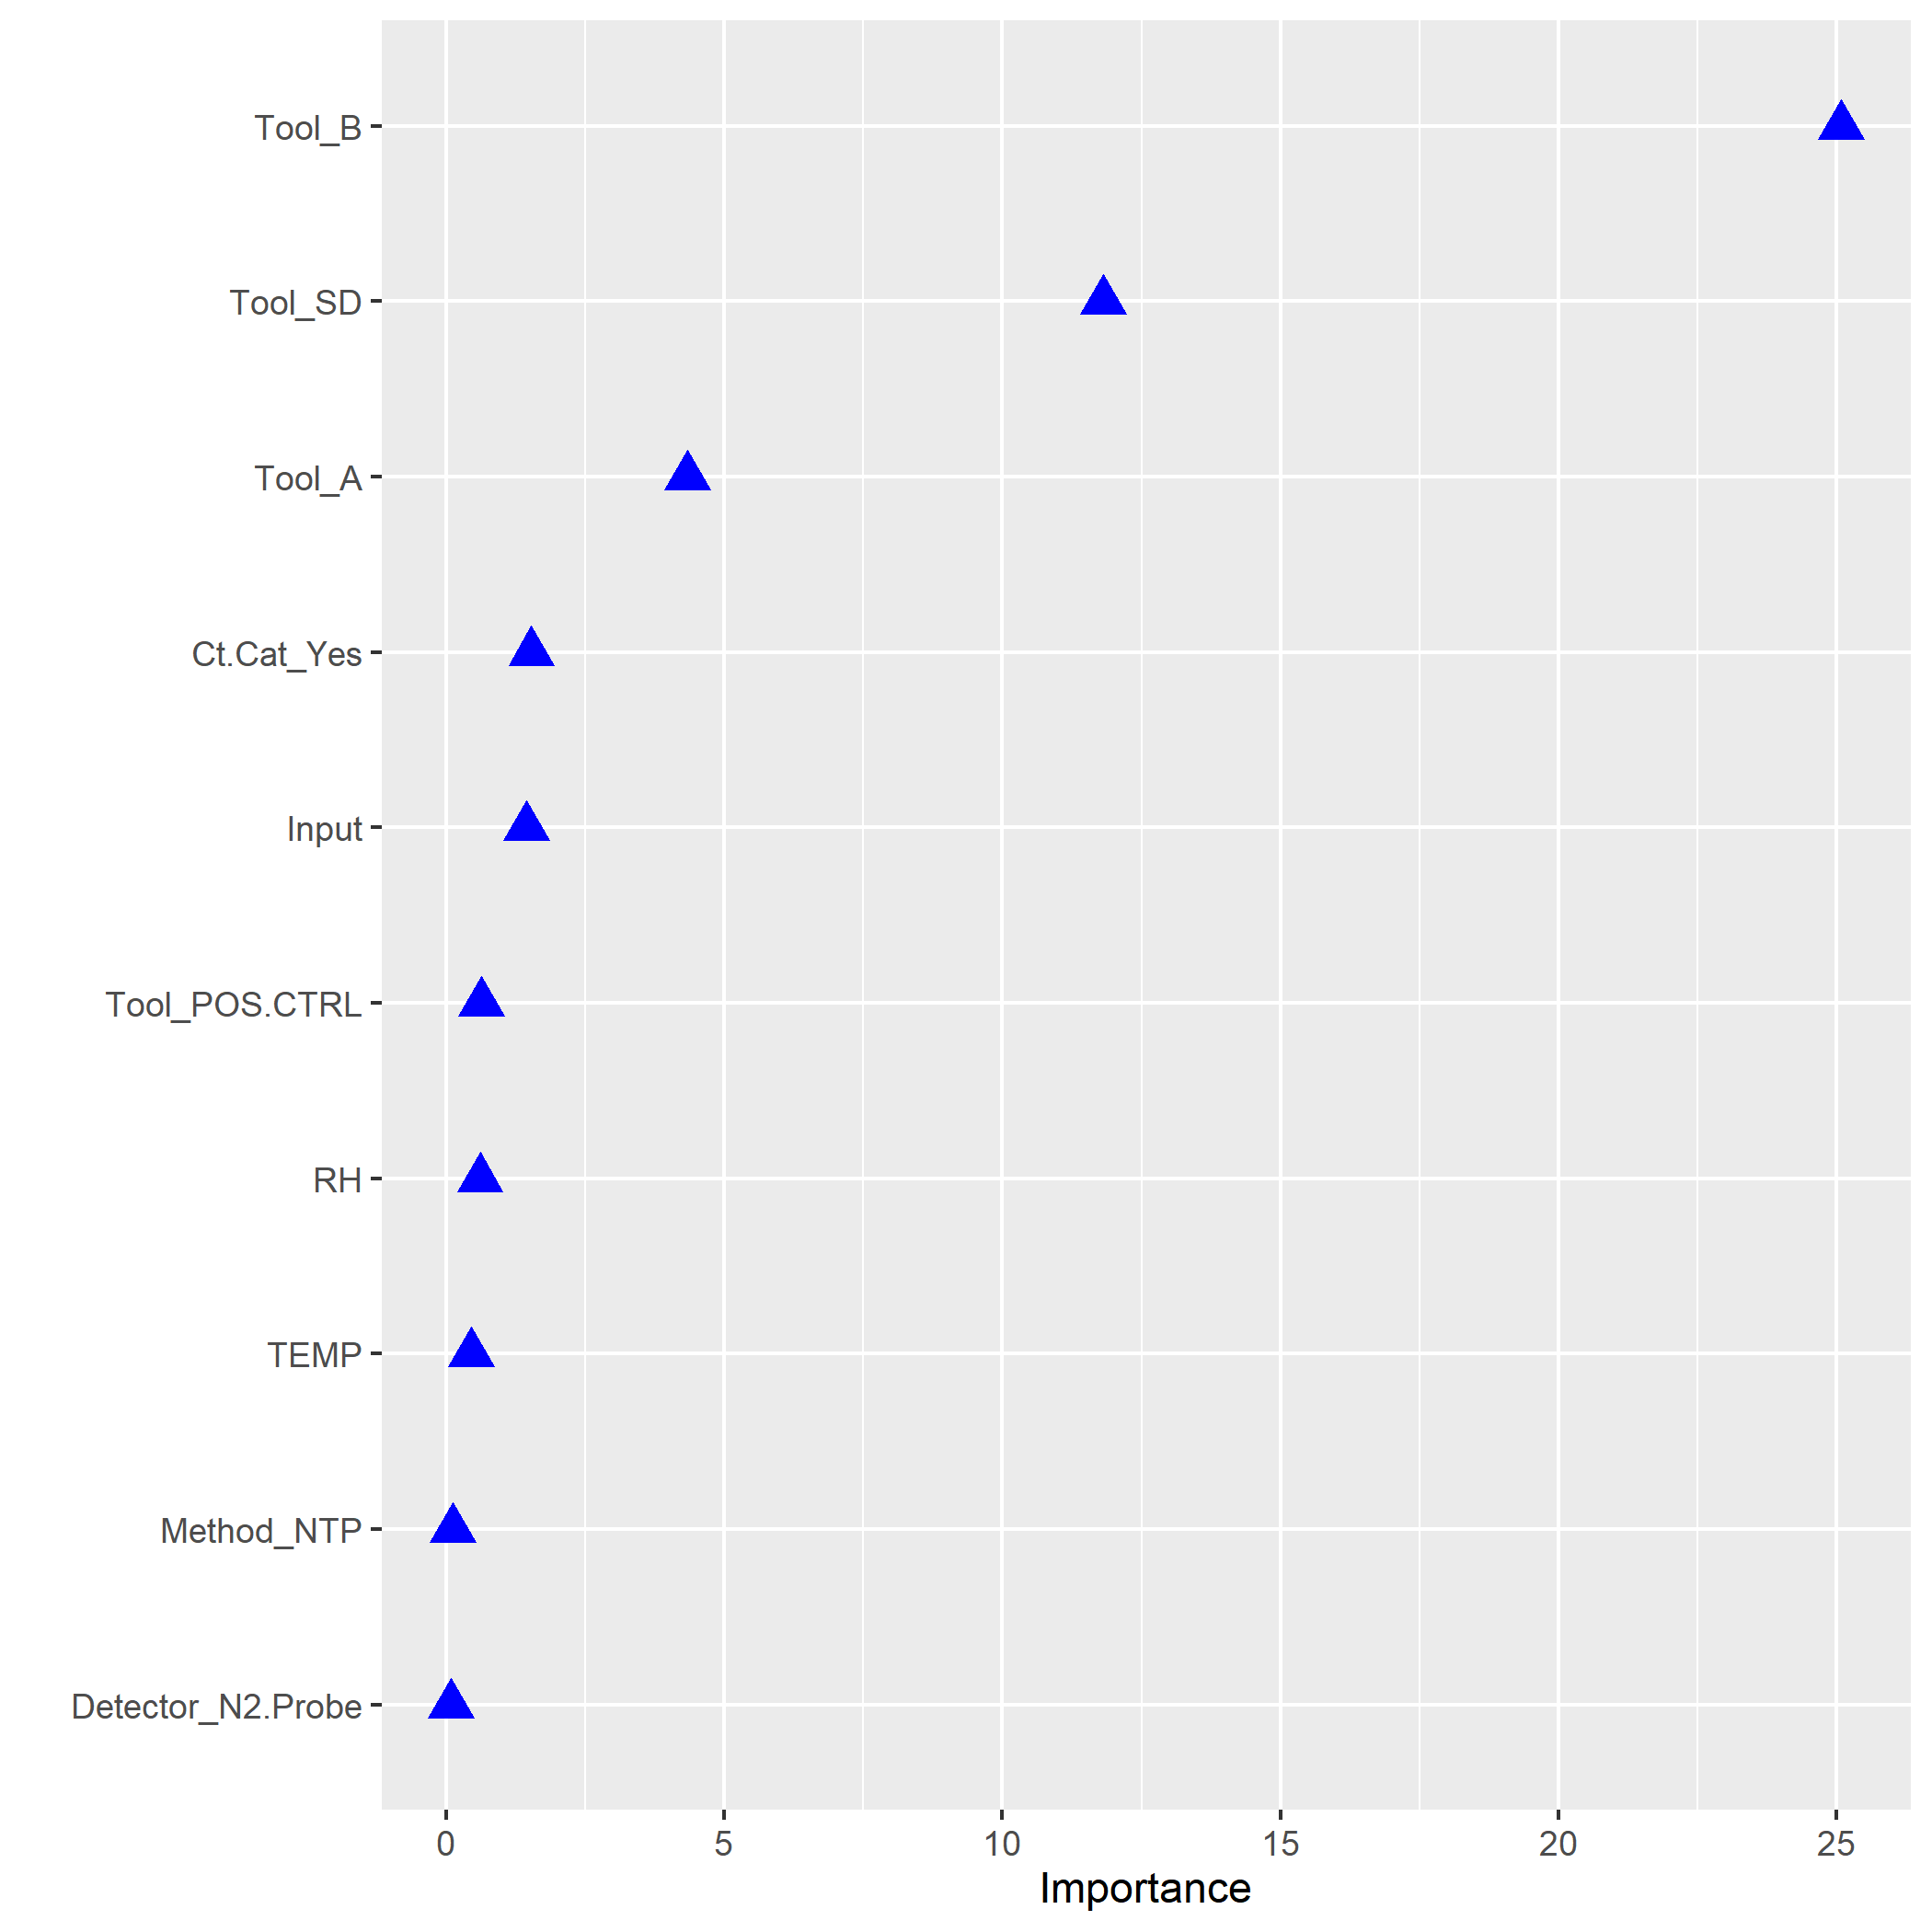 Tool_B
Tool_SD
Tool_A
Ct.Cat_Yes
Input
Tool_POS.CTRL
RH
TEMP
Method_NTP
Detector_N2.Probe
0 5 10 15 20 25
Importance